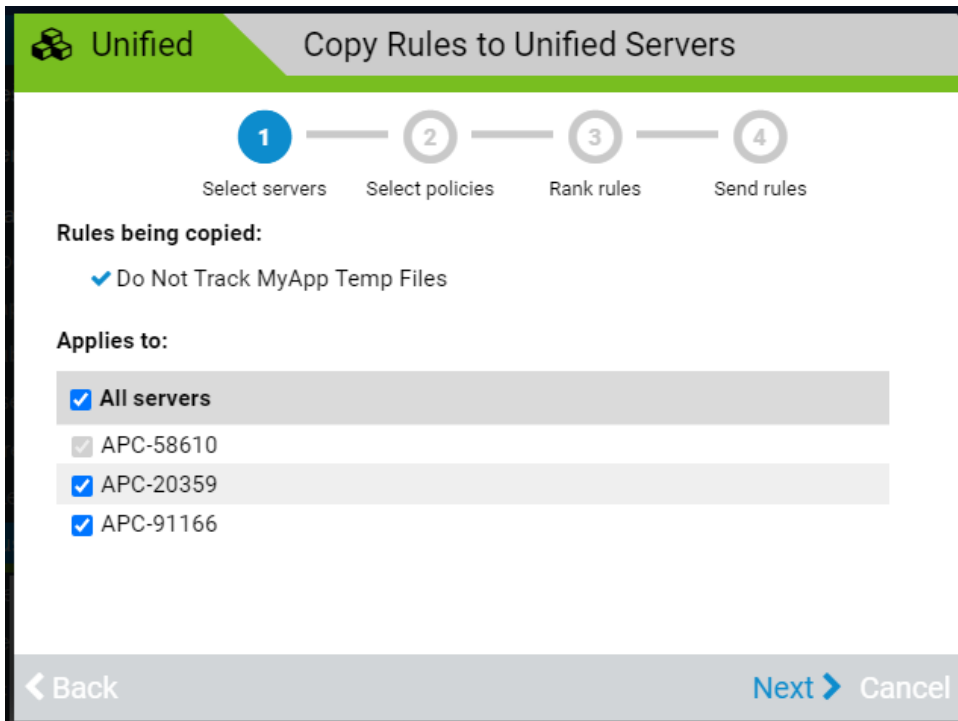 Unified
Copy Rules to Unified Servers
1 2 3 4
Select servers Select policies Rank rules Send rules
Rules being copied:
Do Not Track MyApp Temp Files
Applies to:
All servers
APC-58610
APC-20359
APC-91166
Back Next Cancel